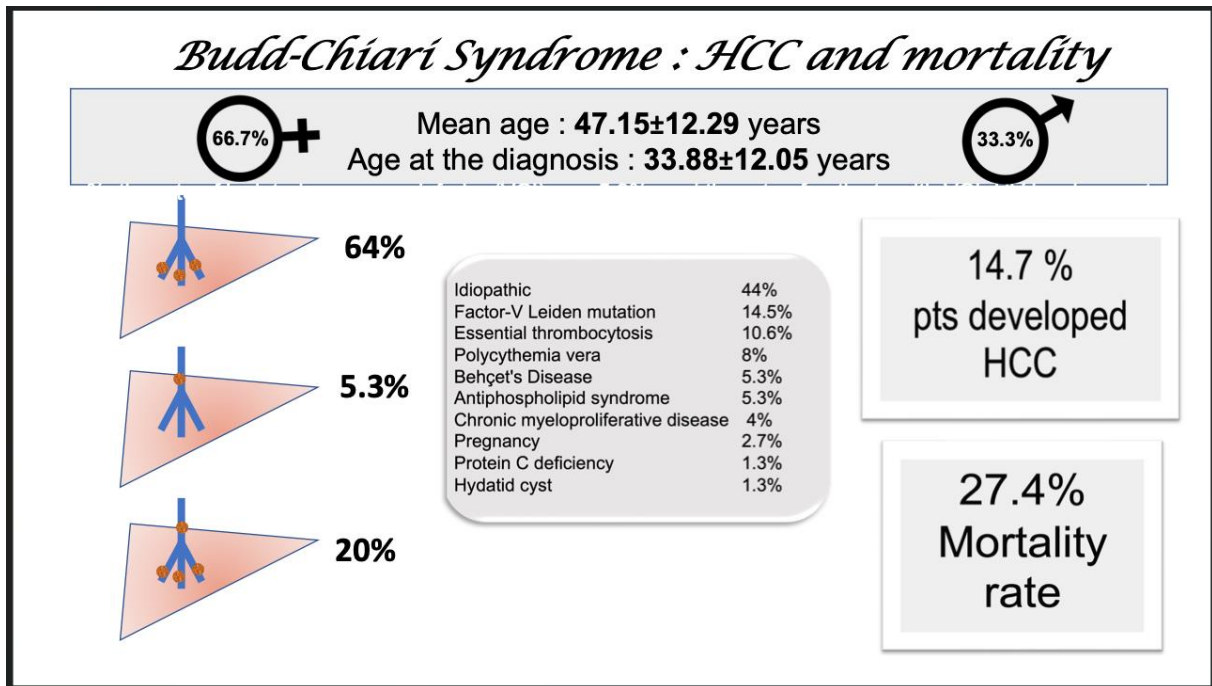 Budd-Chiari Syndrome : HCC and mortality
66.7%
Mean age : 47.15±12.29 years
Age at the diagnosis : 33.88±12.05 years
33.3%
64%
5.3%
20%
Idiopathic 44%
Factor-V Leiden mutation 14.5%
Essential thrombocytosis 10.6%
Polycythemia vera 8%
Behçet's Disease 5.3%
Antiphospholipid syndrome 5.3%
Chronic myeloproliferative disease 4%
Pregnancy 2.7%
Protein C deficiency 1.3%
Hydatid cyst 1.3%
14.7 %
pts developed
HCC
27.4%
Mortality
rate